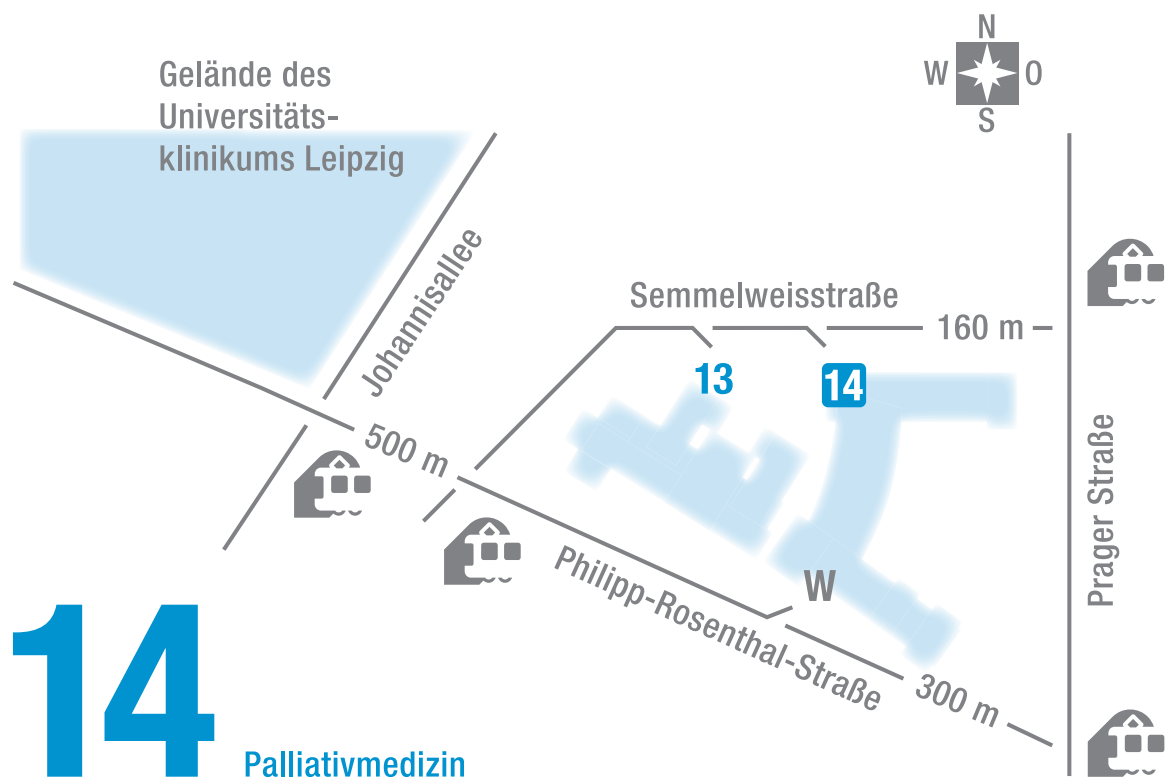 N
W O
S
Gelände des
Universitäts-
klinikums Leipzig
Johannisallee
Semmelweisstraße
160 m
13
14
500 m
Prager Straße
Philipp-Rosenthal-Straße
W
300 m
14
Palliativmedizin